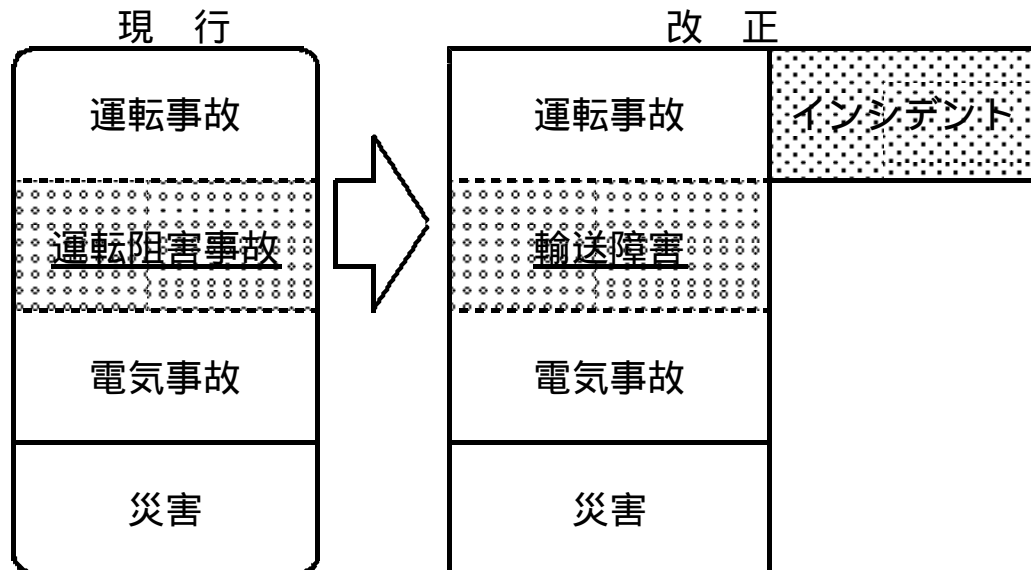 現　行
運転事故
運転阻害事故
電気事故
災害
改　正
運転事故
インシデント
輸送障害
電気事故
災害